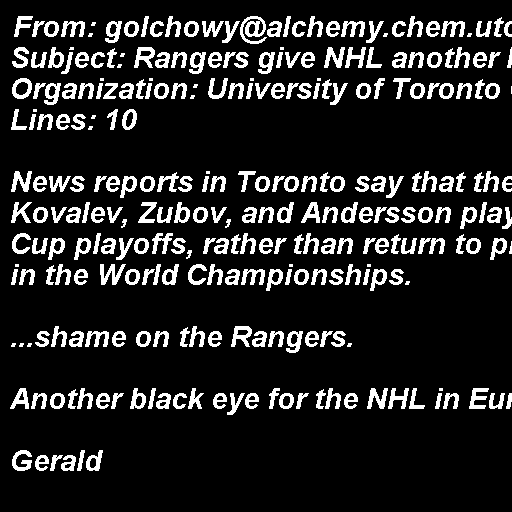 From: golchowy@alchemy.chem.uto
Subject: Rangers give NHL another
Organization: University of Toronto
Lines: 10
News reports in Toronto say that the
Kovalev, Zubov, and Andersson play
Cup playoffs, rather than return to
in the World Championships.
...shame on the Rangers.
Another black eye for the NHL in Eur
Gerald